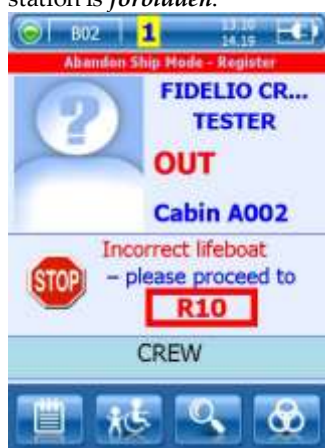 station is forbidden.
B02 1 13.10
14.19
Abandon Ship Mode - Register
FIDELIO CR...
TESTER
OUT
Cabin A002
Incorrect lifeboat
STOP – please proceed to
R10
CREW